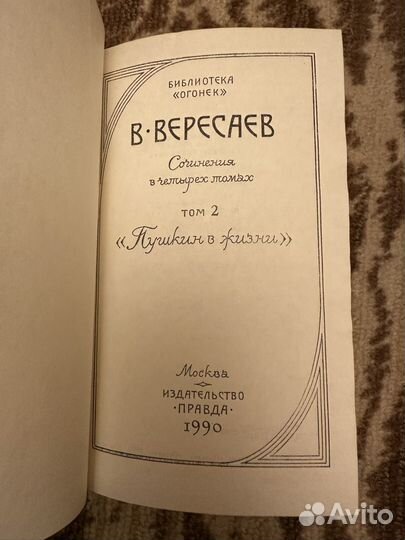 БИБЛИОТЕКА
«ОГОНЕК»
В·ВЕРЕСАЕВ
Сочинения
в четырех томах
ТОМ 2
«Пушкин в жизни»
Москва
ИЗДАТЕЛЬСТВО
·ПРАВДА·
1990
Avito